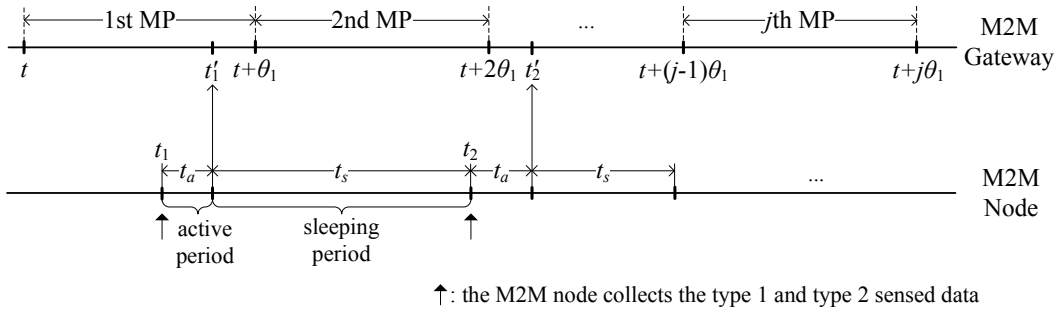 1st MP 2nd MP ... jth MP M2M Gateway
t t′₁ t+θ₁ t+2θ₁ t′₂ t+(j-1)θ₁ t+jθ₁
t₁ t₂
tₐ tₛ tₐ tₛ
... M2M Node
active period sleeping period
: the M2M node collects the type 1 and type 2 sensed data